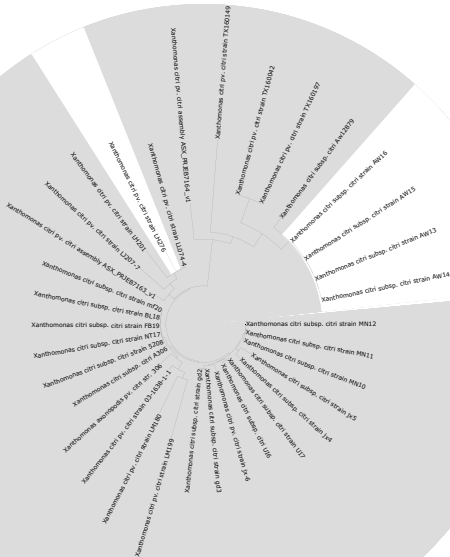 Xanthomonas citri pv. citri strain TX160149
Xanthomonas citri pv. citri strain TX160042
Xanthomonas citri pv. citri strain TX160197
Xanthomonas citri subsp. citri Aw12879
Xanthomonas citri subsp. citri strain AW16
Xanthomonas citri subsp. citri strain AW15
Xanthomonas citri subsp. citri strain AW13
Xanthomonas citri subsp. citri strain AW14
Xanthomonas citri subsp. citri strain MN12
Xanthomonas citri subsp. citri strain MN11
Xanthomonas citri subsp. citri strain MN10
Xanthomonas citri subsp. citri strain jx5
Xanthomonas citri subsp. citri strain jx4
Xanthomonas citri subsp. citri strain UI7
Xanthomonas citri subsp. citri UI6
Xanthomonas citri pv. citri strain jx-6
Xanthomonas citri subsp. citri strain gd3
Xanthomonas citri subsp. citri strain gd2
Xanthomonas citri pv. citri strain LM199
Xanthomonas citri pv. citri strain LM180
Xanthomonas citri pv. citri strain 03-1638-1-1
Xanthomonas axonopodis pv. citri str. 306
Xanthomonas citri subsp. citri A306
Xanthomonas citri subsp. citri strain 5208
Xanthomonas citri subsp. citri strain NT17
Xanthomonas citri subsp. citri strain FB19
Xanthomonas citri subsp. citri strain BL18
Xanthomonas citri subsp. citri strain mf20
Xanthomonas citri pv. citri assembly ASX_PRJEB7163_v1
Xanthomonas citri pv. citri strain LJ207-7
Xanthomonas citri pv. citri strain LH201
Xanthomonas citri pv. citri strain LH276
Xanthomonas citri pv. citri strain LL074-4
Xanthomonas citri pv. citri assembly ASX_PRJEB7164_v1